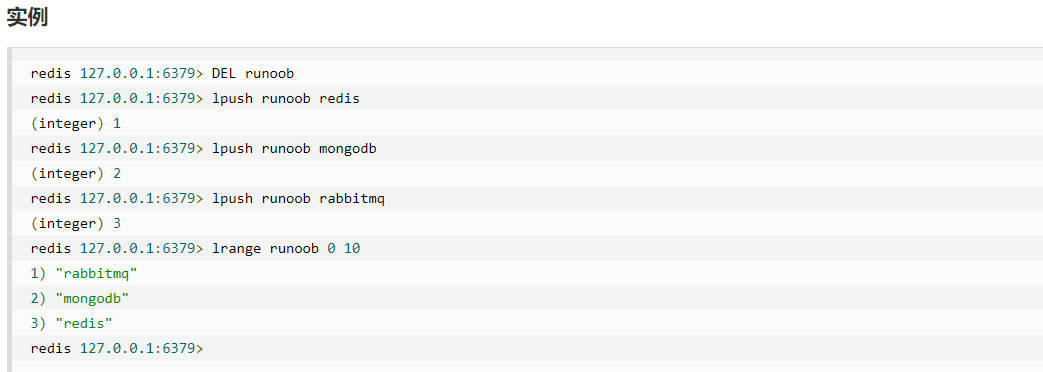 实例
redis 127.0.0.1:6379> DEL runoob
redis 127.0.0.1:6379> lpush runoob redis
(integer) 1
redis 127.0.0.1:6379> lpush runoob mongodb
(integer) 2
redis 127.0.0.1:6379> lpush runoob rabbitmq
(integer) 3
redis 127.0.0.1:6379> lrange runoob 0 10
1) "rabbitmq"
2) "mongodb"
3) "redis"
redis 127.0.0.1:6379>